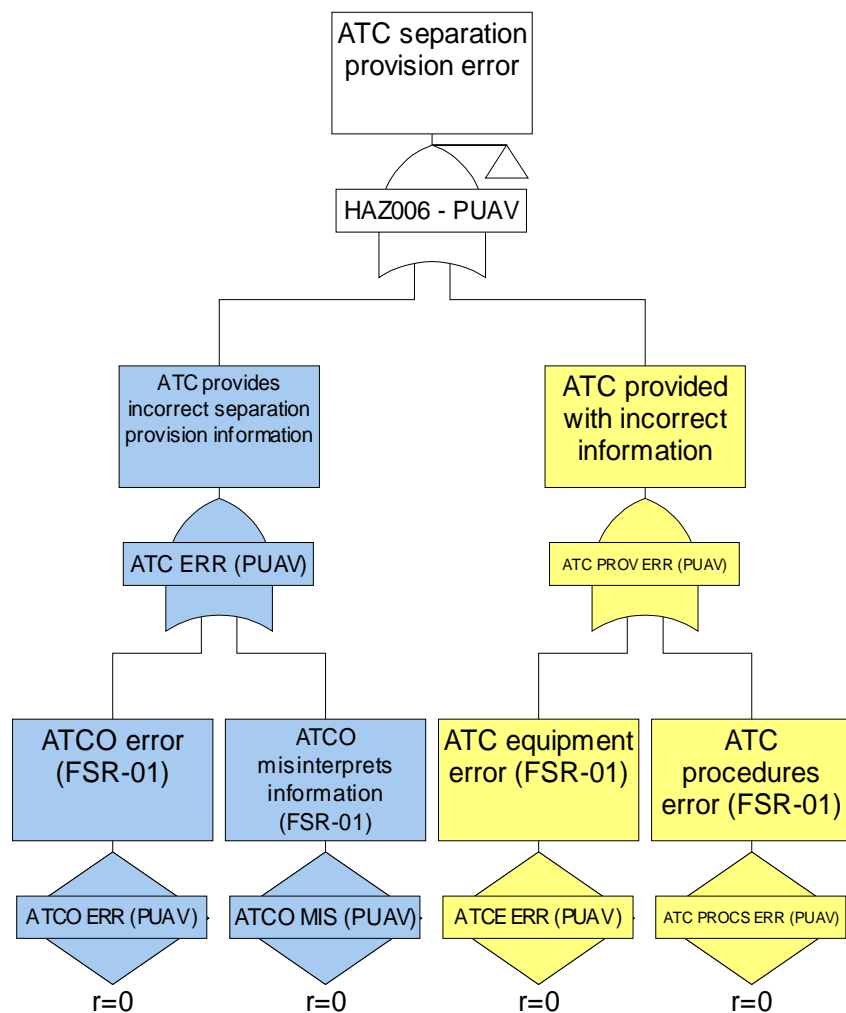 ATC separation
provision error
HAZ006 - PUAV
ATC provides
incorrect separation
provision information
ATC provided
with incorrect
information
ATC ERR (PUAV)
ATC PROV ERR (PUAV)
ATCO error
(FSR-01)
ATCO
misinterprets
information
(FSR-01)
ATC equipment
error (FSR-01)
ATC
procedures
error (FSR-01)
ATCO ERR (PUAV)
ATCO MIS (PUAV)
ATCE ERR (PUAV)
ATC PROCS ERR (PUAV)
r=0
r=0
r=0
r=0